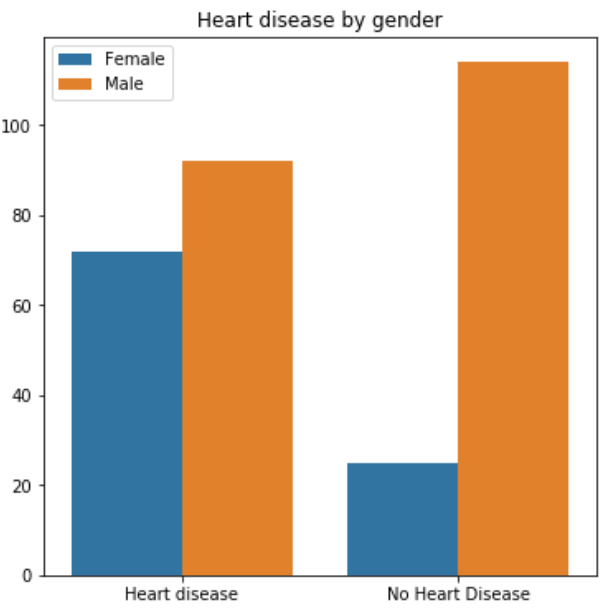 Heart disease by gender
Female
Male
100
80
60
40
20
0
Heart disease
No Heart Disease